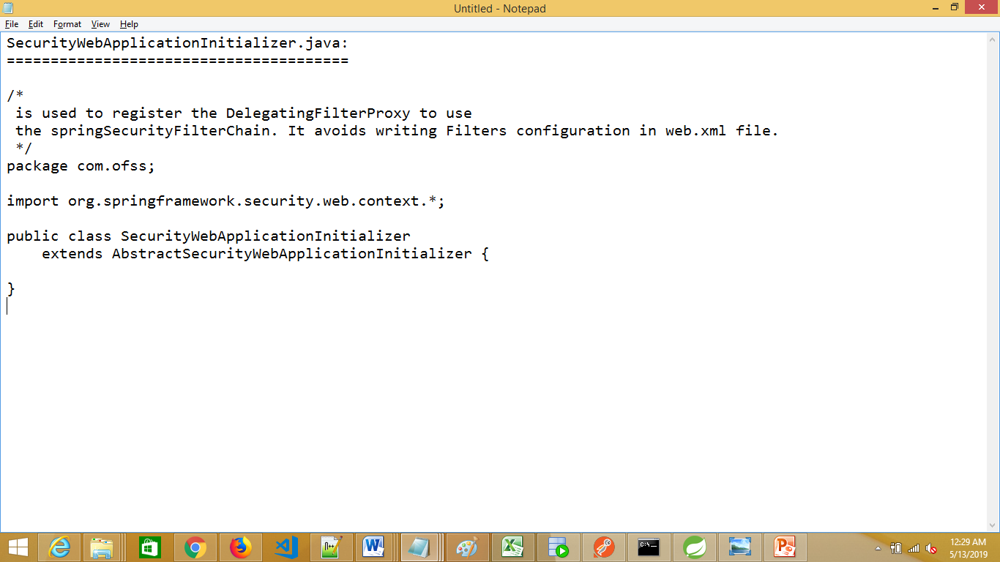 Untitled - Notepad
File Edit Format View Help
SecurityWebApplicationInitializer.java:
=======================================
/*
is used to register the DelegatingFilterProxy to use
the springSecurityFilterChain. It avoids writing Filters configuration in web.xml file.
*/
package com.ofss;
import org.springframework.security.web.context.*;
public class SecurityWebApplicationInitializer
extends AbstractSecurityWebApplicationInitializer {
}
12:29 AM
5/13/2019